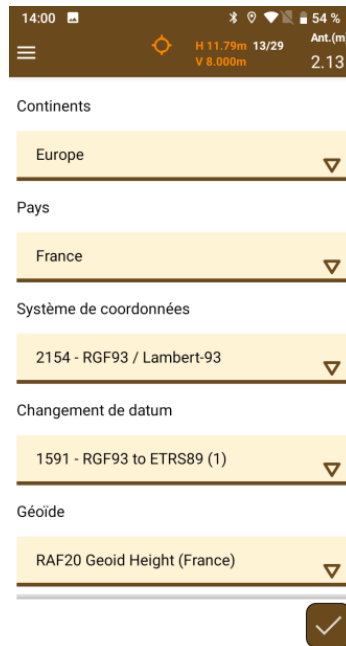 14:00 54 %
H 11.79m 13/29 Ant.(m
V 8.000m 2.13
Continents
Europe
Pays
France
Système de coordonnées
2154 - RGF93 / Lambert-93
Changement de datum
1591 - RGF93 to ETRS89 (1)
Géoïde
RAF20 Geoid Height (France)